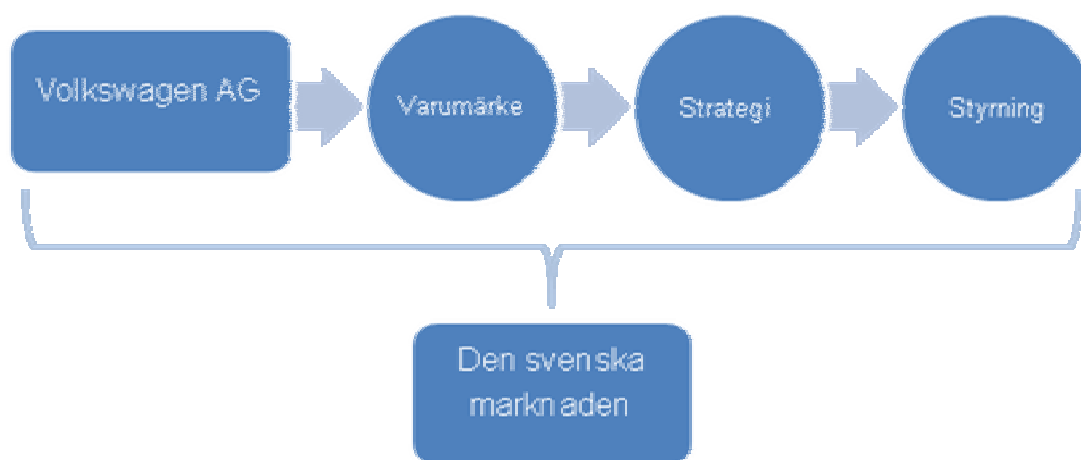 Volkswagen AG
Varumärke
Strategi
Styrning
Den svenska
marknaden